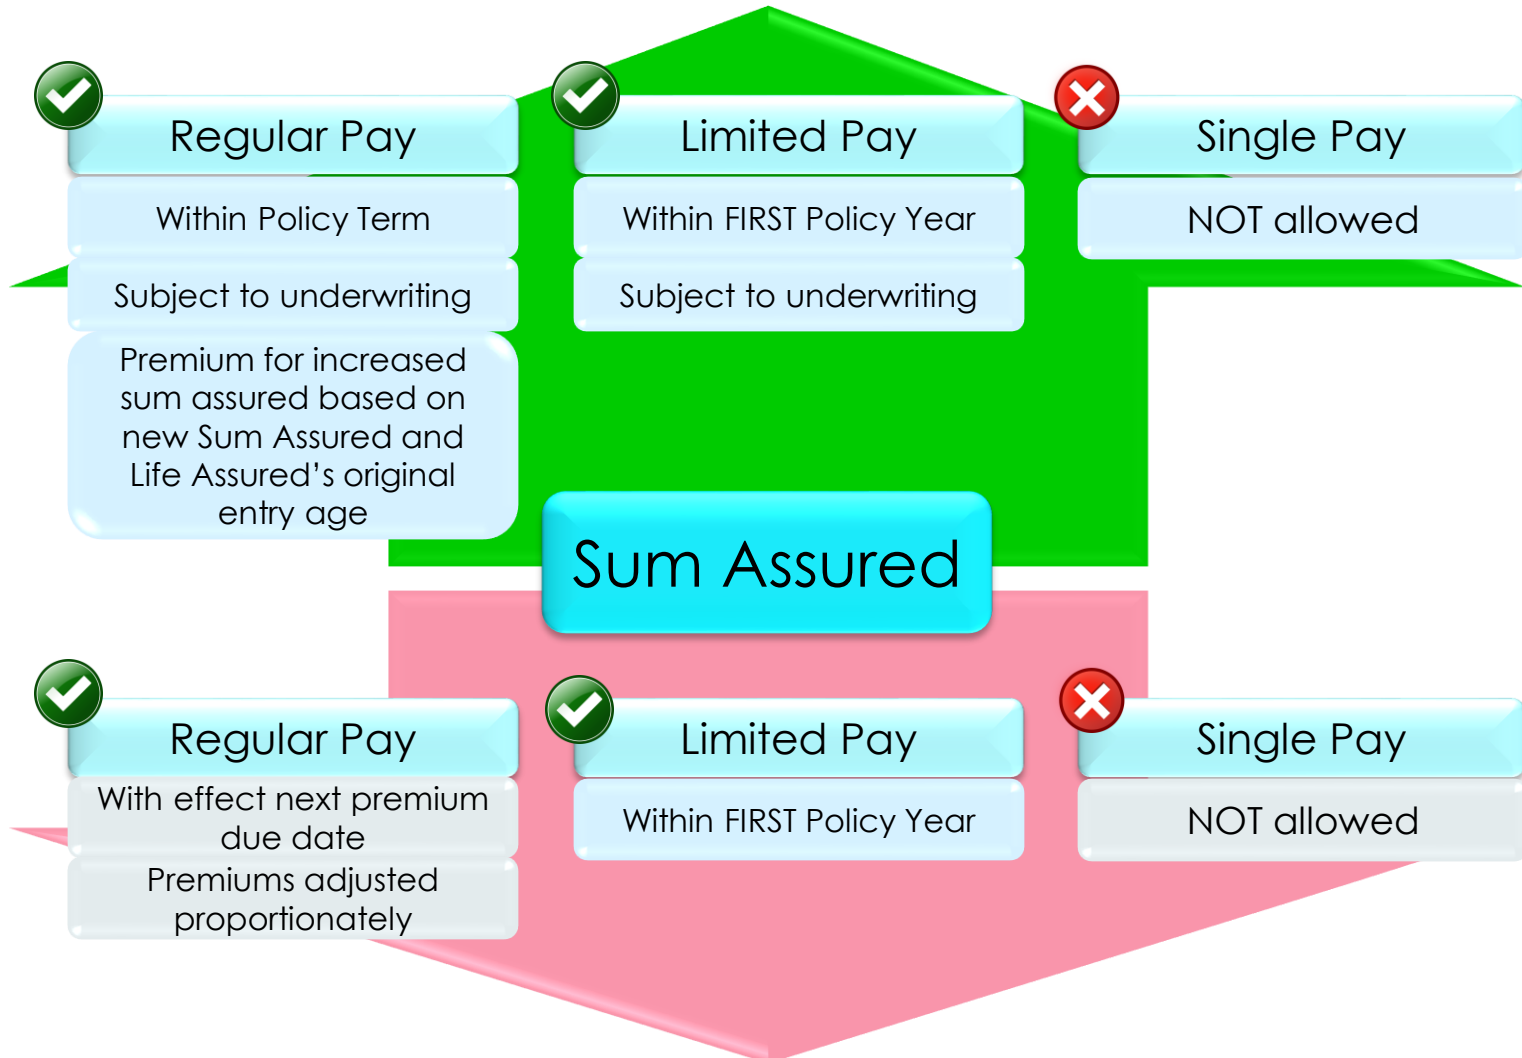 Regular Pay
Within Policy Term
Subject to underwriting
Premium for increased
sum assured based on
new Sum Assured and
Life Assured’s original
entry age
Limited Pay
Within FIRST Policy Year
Subject to underwriting
Single Pay
NOT allowed
Sum Assured
Regular Pay
With effect next premium
due date
Premiums adjusted
proportionately
Limited Pay
Within FIRST Policy Year
Single Pay
NOT allowed